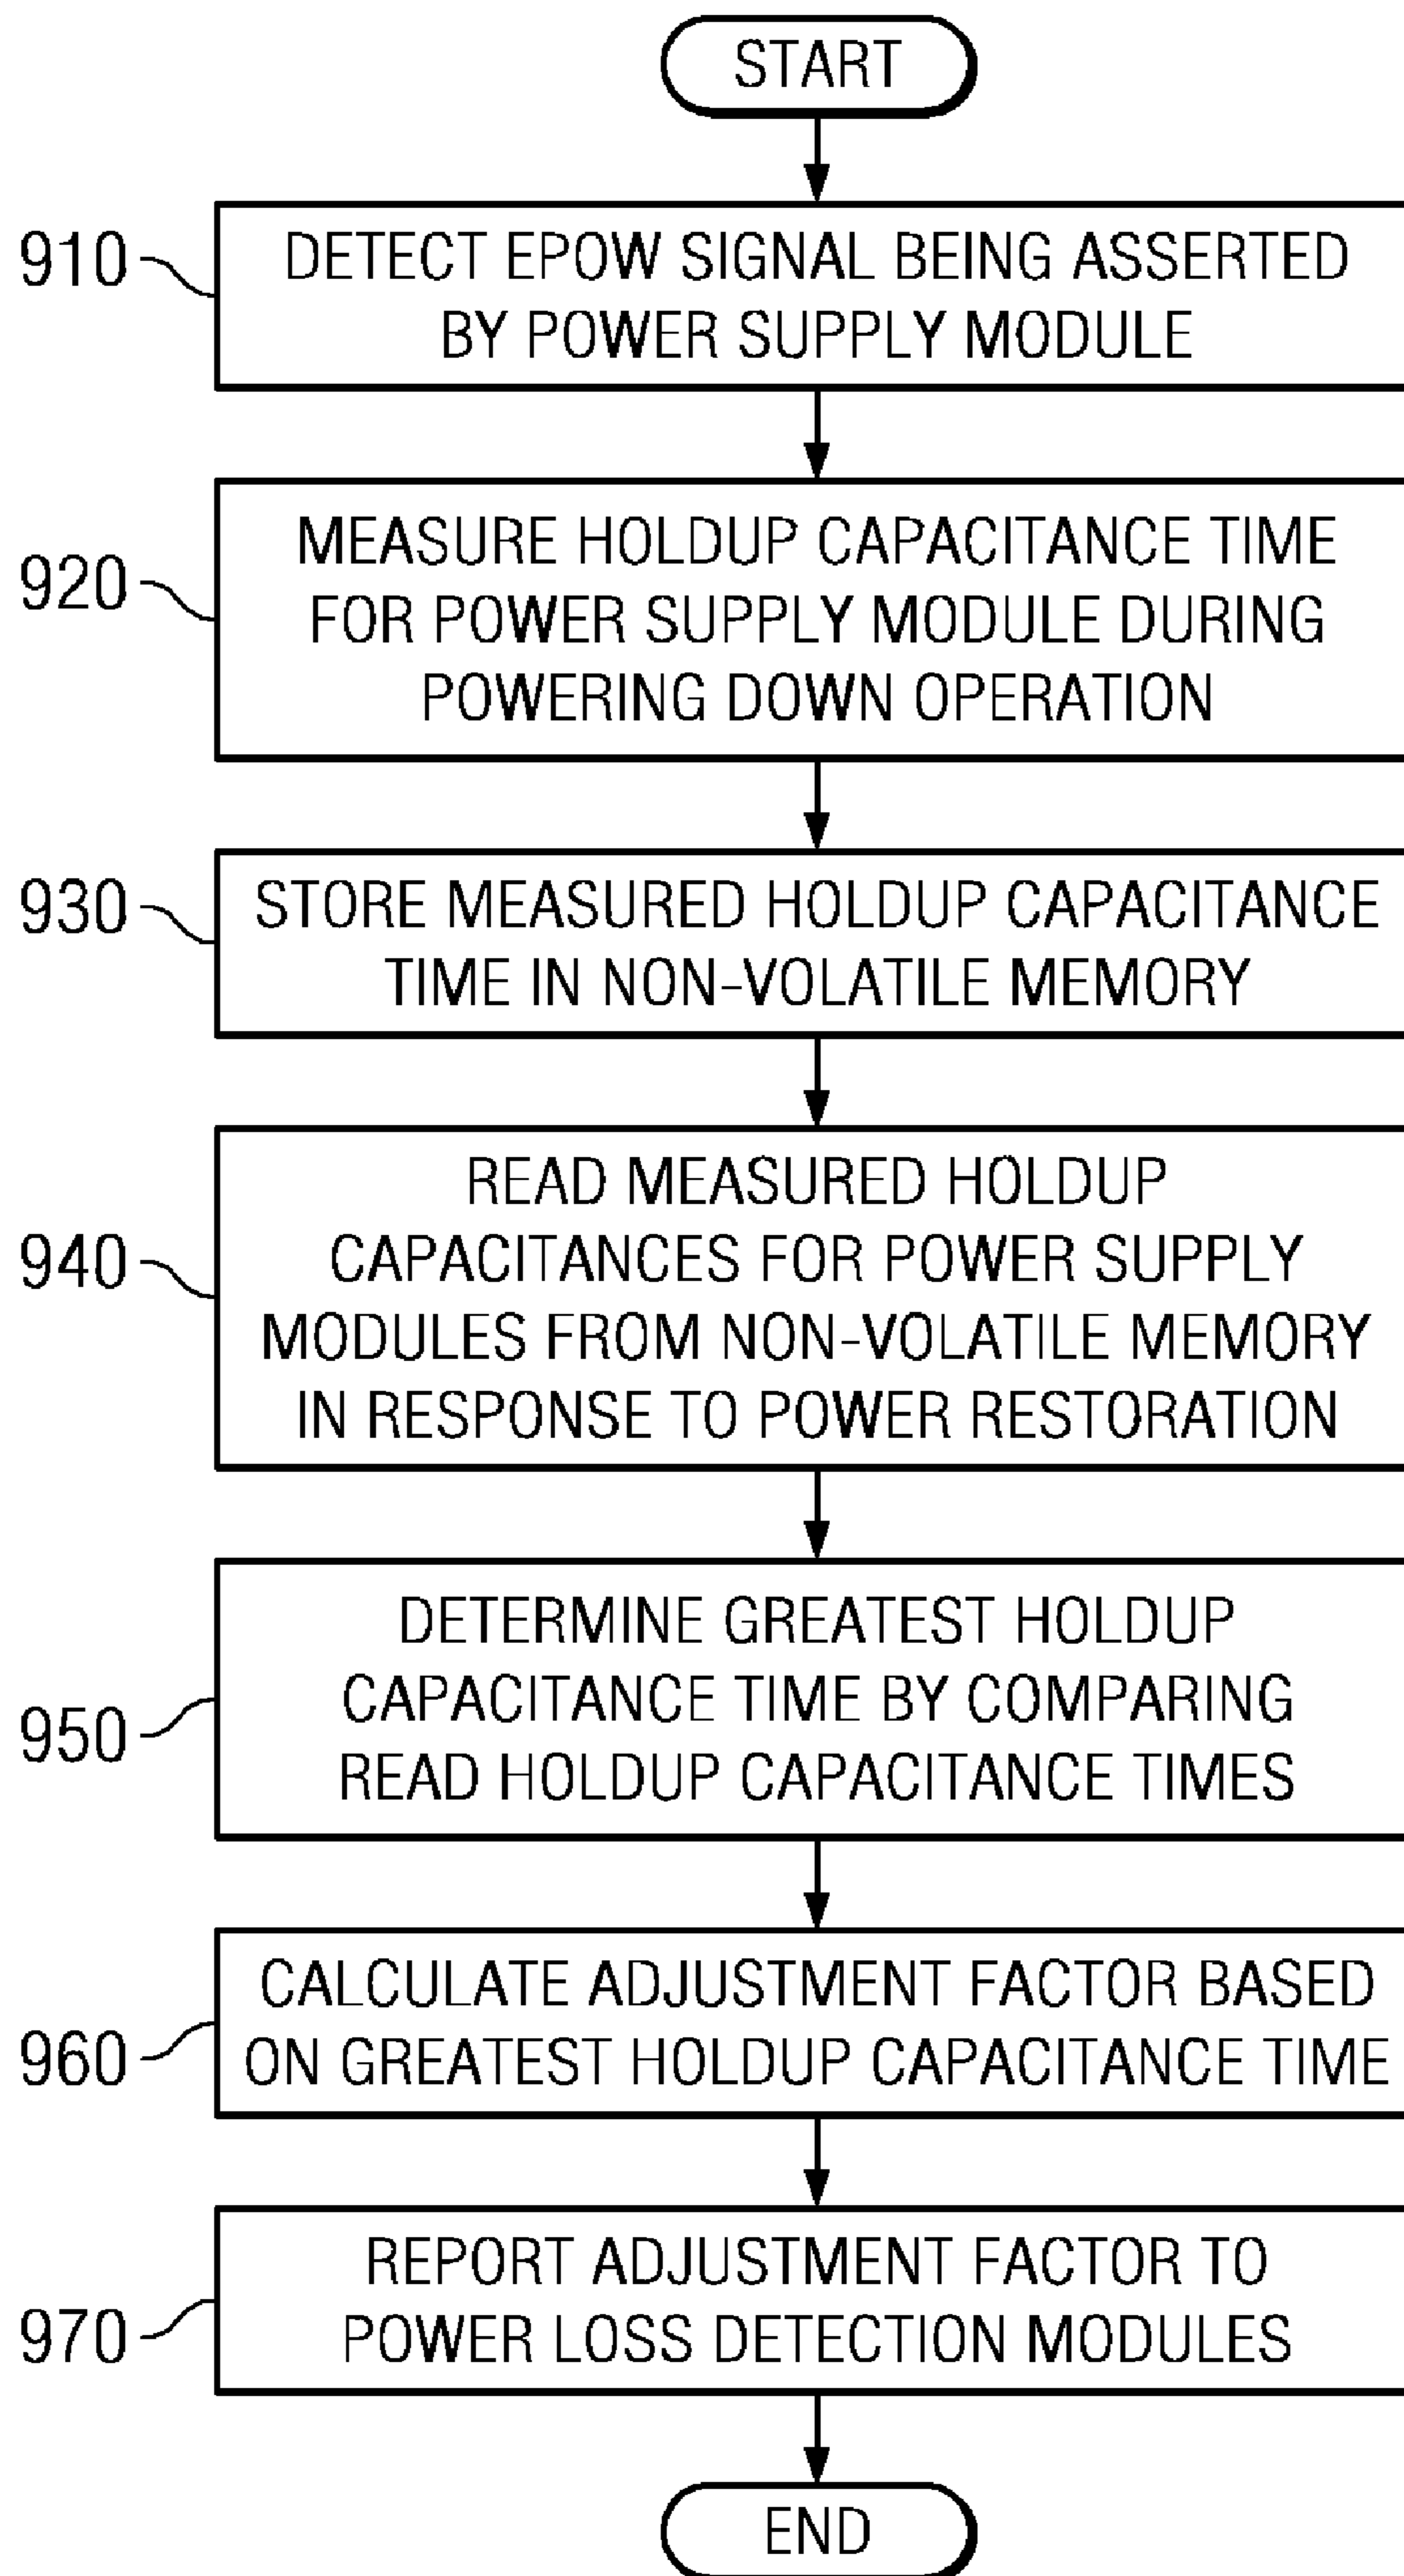 START
910
DETECT EPOW SIGNAL BEING ASSERTED
BY POWER SUPPLY MODULE
920
MEASURE HOLDUP CAPACITANCE TIME
FOR POWER SUPPLY MODULE DURING
POWERING DOWN OPERATION
930
STORE MEASURED HOLDUP CAPACITANCE
TIME IN NON-VOLATILE MEMORY
940
READ MEASURED HOLDUP
CAPACITANCES FOR POWER SUPPLY
MODULES FROM NON-VOLATILE MEMORY
IN RESPONSE TO POWER RESTORATION
950
DETERMINE GREATEST HOLDUP
CAPACITANCE TIME BY COMPARING
READ HOLDUP CAPACITANCE TIMES
960
CALCULATE ADJUSTMENT FACTOR BASED
ON GREATEST HOLDUP CAPACITANCE TIME
970
REPORT ADJUSTMENT FACTOR TO
POWER LOSS DETECTION MODULES
END